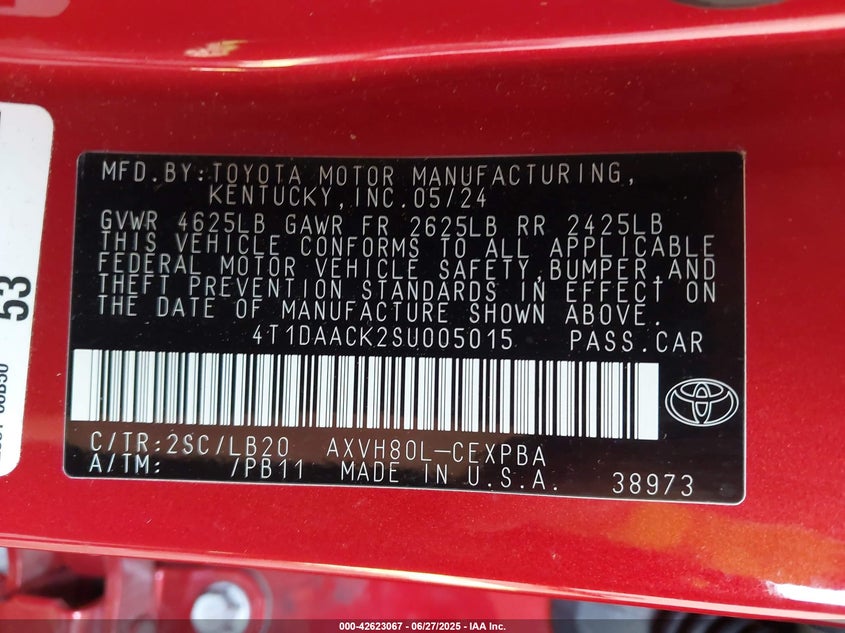 MFD.BY:TOYOTA MOTOR MANUFACTURING,
KENTUCKY,INC.05/24
GVWR 4625LB GAWR FR 2625LB RR 2425LB
THIS VEHICLE CONFORMS TO ALL APPLICABLE
FEDERAL MOTOR VEHICLE SAFETY,BUMPER,AND
THEFT PREVENTION STANDARDS IN EFFECT ON
THE DATE OF MANUFACTURE SHOWN ABOVE.
4T1DAACK2SU005015 PASS.CAR
C/TR:2SC/LB20 AXVH80L-CEXPBA
A/TM: /PB11 MADE IN U.S.A. 38973
53
000-42623067 - 06/27/2025 - IAA Inc.